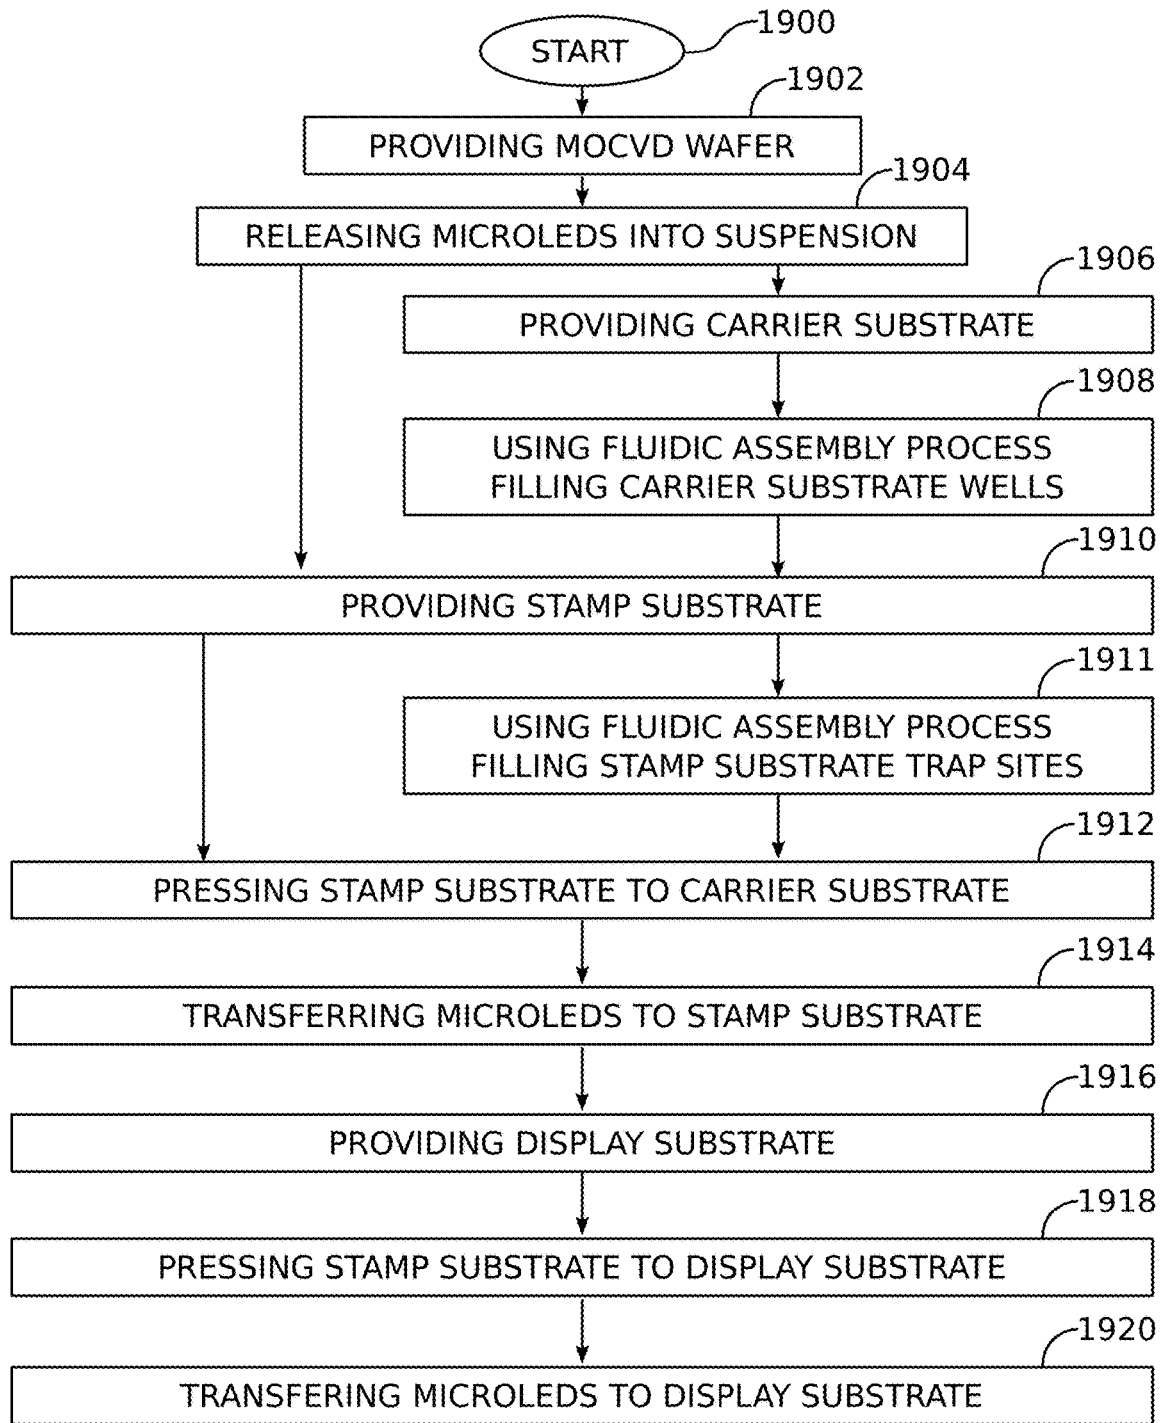 START
1900
1902
PROVIDING MOCVD WAFER
1904
RELEASING MICROLEDS INTO SUSPENSION
1906
PROVIDING CARRIER SUBSTRATE
1908
USING FLUIDIC ASSEMBLY PROCESS
FILLING CARRIER SUBSTRATE WELLS
1910
PROVIDING STAMP SUBSTRATE
1911
USING FLUIDIC ASSEMBLY PROCESS
FILLING STAMP SUBSTRATE TRAP SITES
1912
PRESSING STAMP SUBSTRATE TO CARRIER SUBSTRATE
1914
TRANSFERRING MICROLEDS TO STAMP SUBSTRATE
1916
PROVIDING DISPLAY SUBSTRATE
1918
PRESSING STAMP SUBSTRATE TO DISPLAY SUBSTRATE
1920
TRANSFERING MICROLEDS TO DISPLAY SUBSTRATE